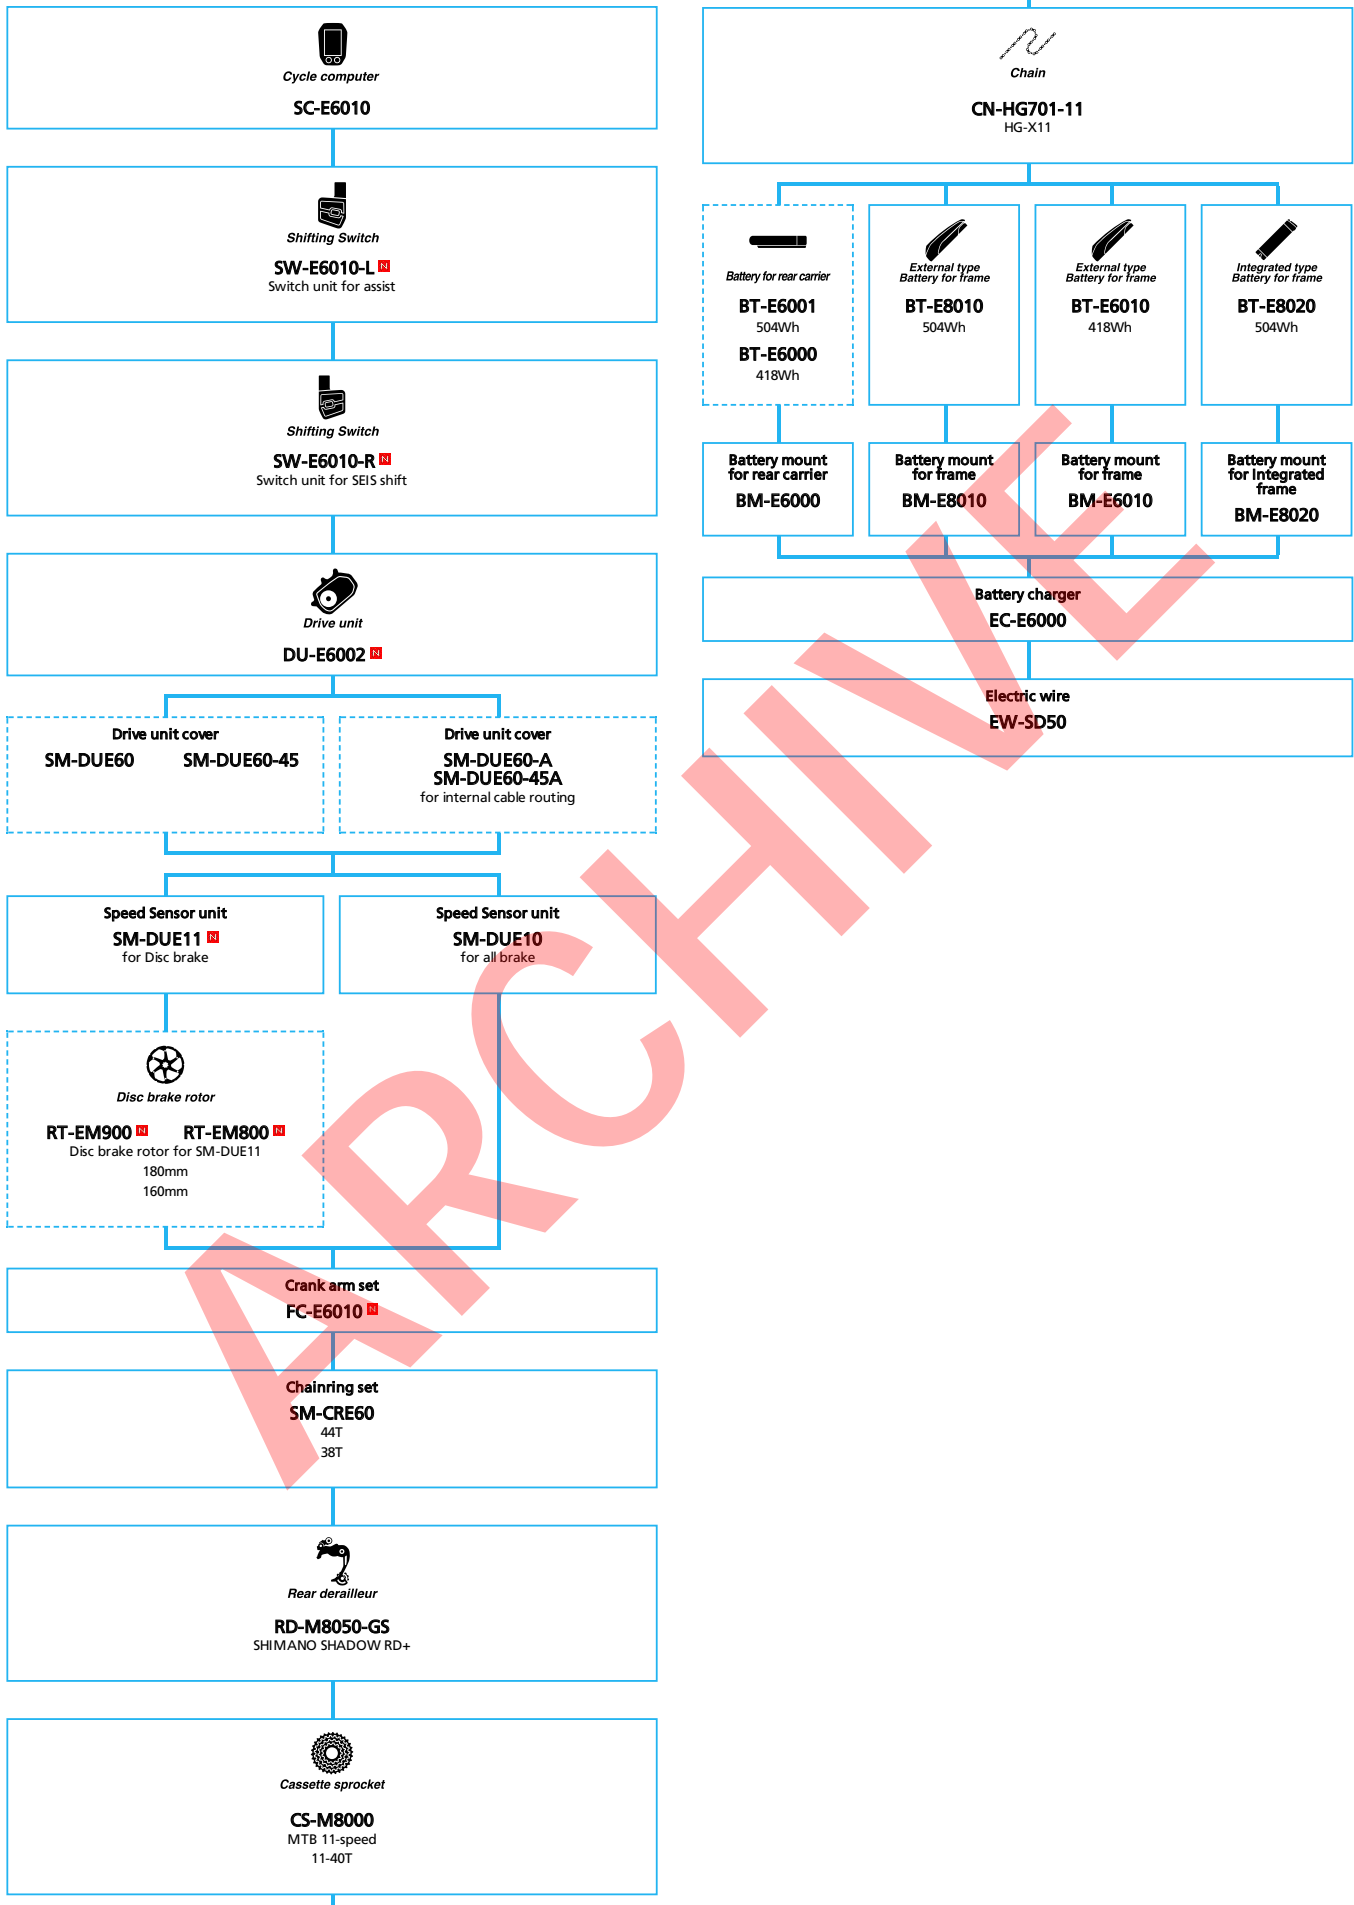 Cycle computer
SC-E6010
Shifting Switch
SW-E6010-L N
Switch unit for assist
Shifting Switch
SW-E6010-R N
Switch unit for SEIS shift
Drive unit
DU-E6002 N
Drive unit cover
SM-DUE60 SM-DUE60-45
Drive unit cover
SM-DUE60-A
SM-DUE60-45A
for internal cable routing
Speed Sensor unit
SM-DUE11 N
for Disc brake
Speed Sensor unit
SM-DUE10
for all brake
Disc brake rotor
RT-EM900 N RT-EM800 N
Disc brake rotor for SM-DUE11
180mm
160mm
Crank arm set
FC-E6010 N
Chainring set
SM-CRE60
44T
38T
Rear derailleur
RD-M8050-GS
SHIMANO SHADOW RD+
Cassette sprocket
CS-M8000
MTB 11-speed
11-40T
Chain
CN-HG701-11
HG-X11
Battery for rear carrier
BT-E6001
504Wh
BT-E6000
418Wh
External type
Battery for frame
BT-E8010
504Wh
External type
Battery for frame
BT-E6010
418Wh
Integrated type
Battery for frame
BT-E8020
504Wh
Battery mount
for rear carrier
BM-E6000
Battery mount
for frame
BM-E8010
Battery mount
for frame
BM-E6010
Battery mount
for integrated
frame
BM-E8020
Battery charger
EC-E6000
Electric wire
EW-SD50
ARCHIVE